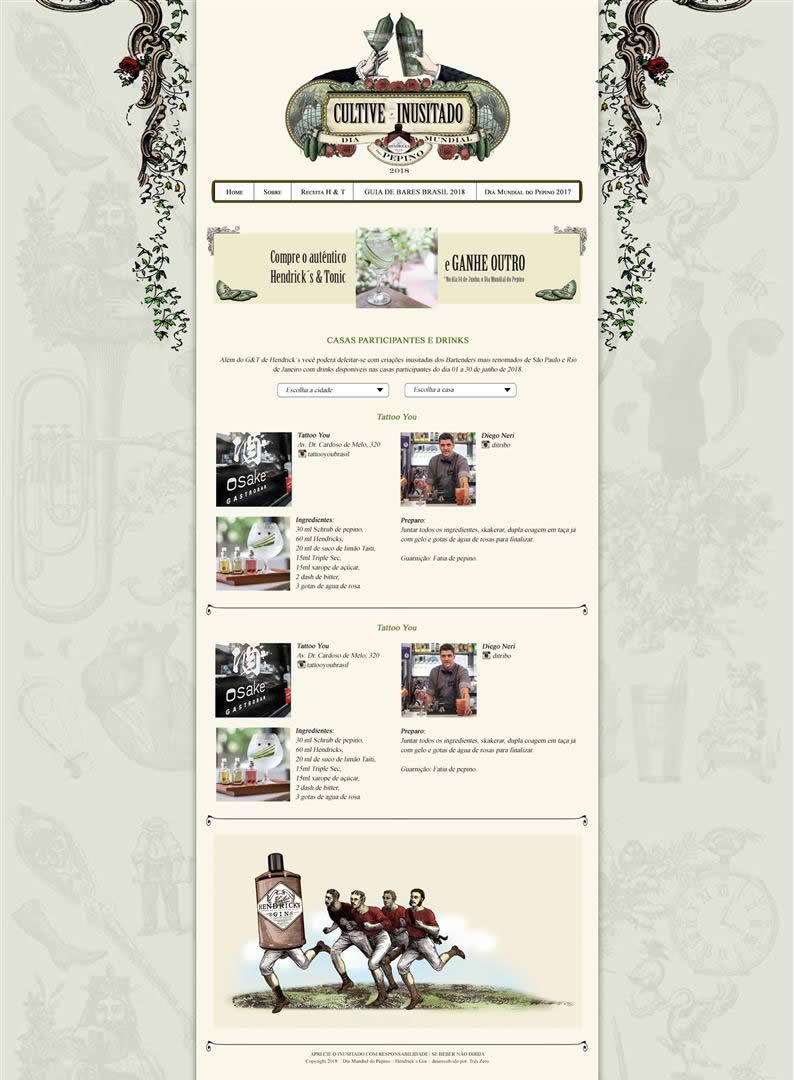 CULTIVE O INUSITADO
DIA MUNDIAL
HENDRICK'S
DO PEPINO
2018
Home
Sobre
Receita H & T
GUIA DE BARES BRASIL 2018
Dia Mundial do Pepino 2017
Compre o autêntico
Hendrick´s & Tonic
e GANHE OUTRO
*No dia 14 de Junho, o Dia Mundial do Pepino
CASAS PARTICIPANTES E DRINKS
Além do G&T de Hendrick´s você poderá deleitar-se com criações inusitadas dos Bartenders mais renomados de São Paulo e Rio
de Janeiro com drinks disponíveis nas casas participantes do dia 01 a 30 de junho de 2018.
Escolha a cidade
Escolha a casa
Tattoo You
osake
GASTROBAR
Tattoo You
Av. Dr. Cardoso de Melo, 320
tattooyoubrasil
Diego Neri
ditribo
Ingredientes:
30 ml Schrub de pepino,
60 ml Hendricks,
20 ml de suco de limão Taiti,
15ml Triple Sec,
15ml xarope de açúcar,
2 dash de bitter,
3 gotas de agua de rosa
Preparo:
Juntar todos os ingredientes, skakerar, dupla coagem em taça já
com gelo e gotas de água de rosas para finalizar.
Guarnição: Fatia de pepino.
Tattoo You
osake
GASTROBAR
Tattoo You
Av. Dr. Cardoso de Melo, 320
tattooyoubrasil
Diego Neri
ditribo
Ingredientes:
30 ml Schrub de pepino,
60 ml Hendricks,
20 ml de suco de limão Taiti,
15ml Triple Sec,
15ml xarope de açúcar,
2 dash de bitter,
3 gotas de agua de rosa
Preparo:
Juntar todos os ingredientes, skakerar, dupla coagem em taça já
com gelo e gotas de água de rosas para finalizar.
Guarnição: Fatia de pepino.
HENDRICK'S
GIN
APRECIE O INUSITADO COM RESPONSABILIDADE | SE BEBER NÃO DIRIJA
Copyright 2018 | Dia Mundial do Pepino | Hendrick´s Gin | desenvolvido por: Três Zero